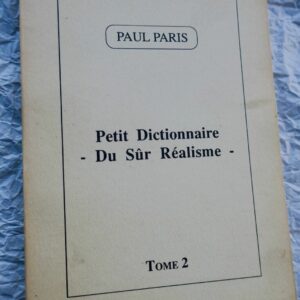 PAUL PARIS
Petit Dictionnaire
- Du Sûr Réalisme -
TOME 2